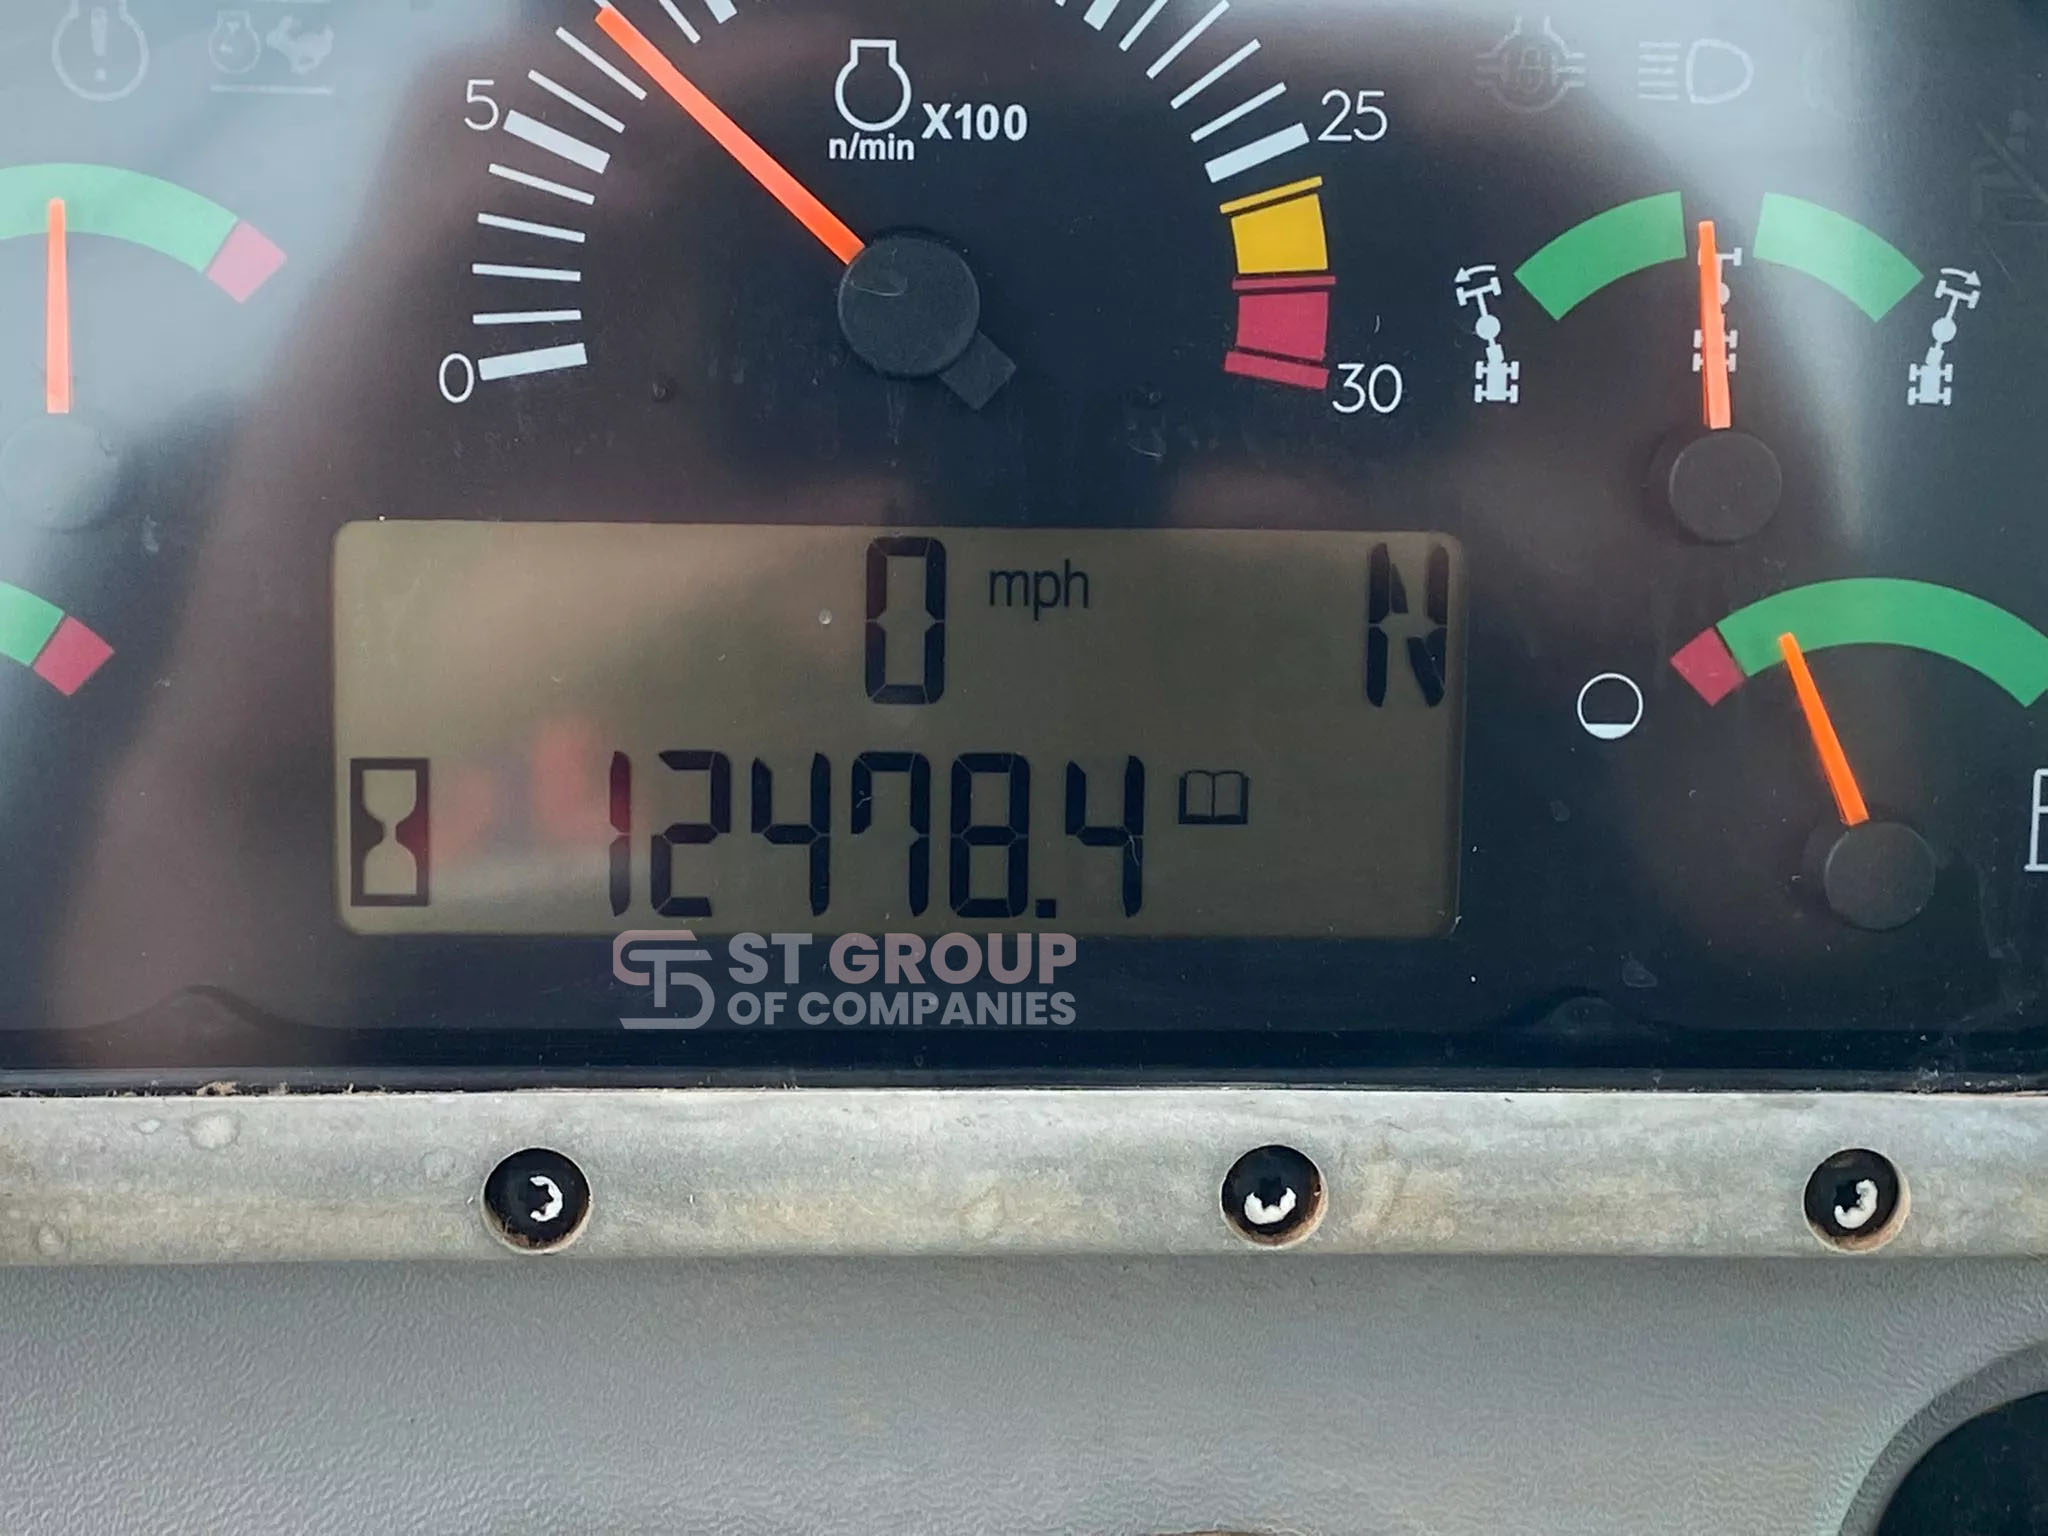 5
X100
n/min
25
0
30
0 mph N
12478.4
ST GROUP
OF COMPANIES